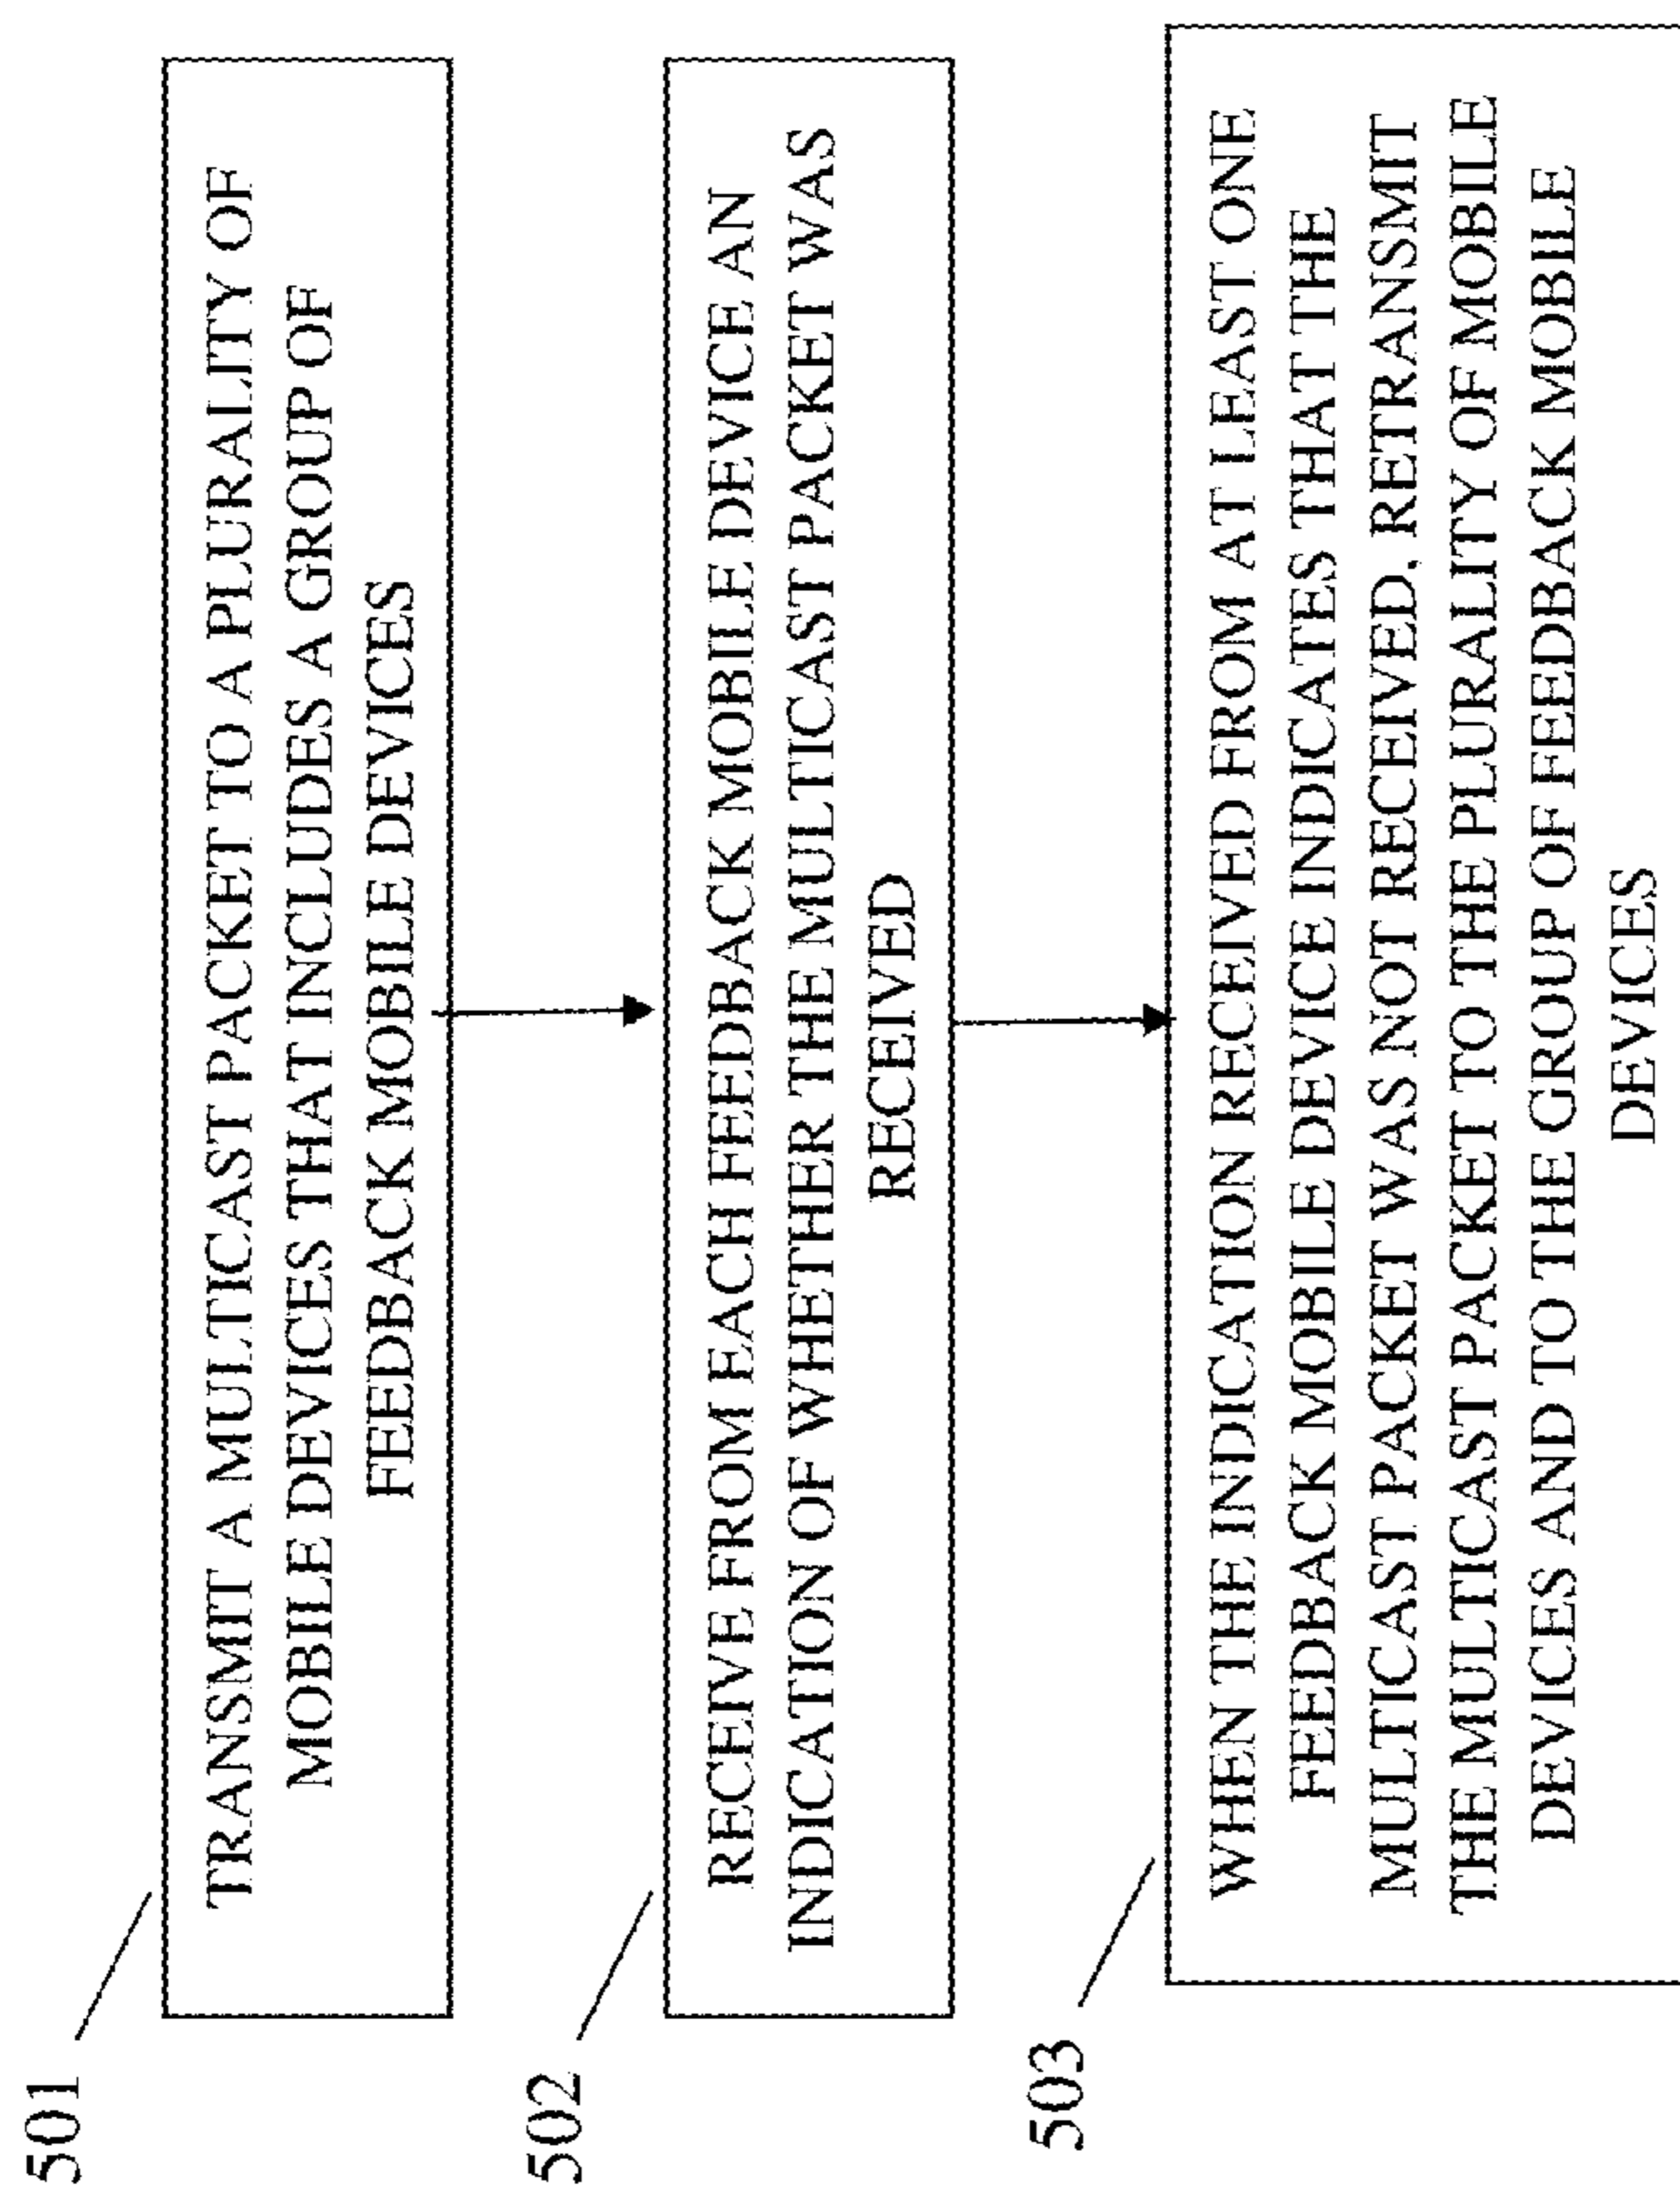 501
TRANSMIT A MULTICAST PACKET TO A PLURALITY OF
MOBILE DEVICES THAT INCLUDES A GROUP OF
FEEDBACK MOBILE DEVICES
502
RECEIVE FROM EACH FEEDBACK MOBILE DEVICE AN
INDICATION OF WHETHER THE MULTICAST PACKET WAS
RECEIVED
503
WHEN THE INDICATION RECEIVED FROM AT LEAST ONE
FEEDBACK MOBILE DEVICE INDICATES THAT THE
MULTICAST PACKET WAS NOT RECEIVED, RETRANSMIT
THE MULTICAST PACKET TO THE PLURALITY OF MOBILE
DEVICES AND TO THE GROUP OF FEEDBACK MOBILE
DEVICES